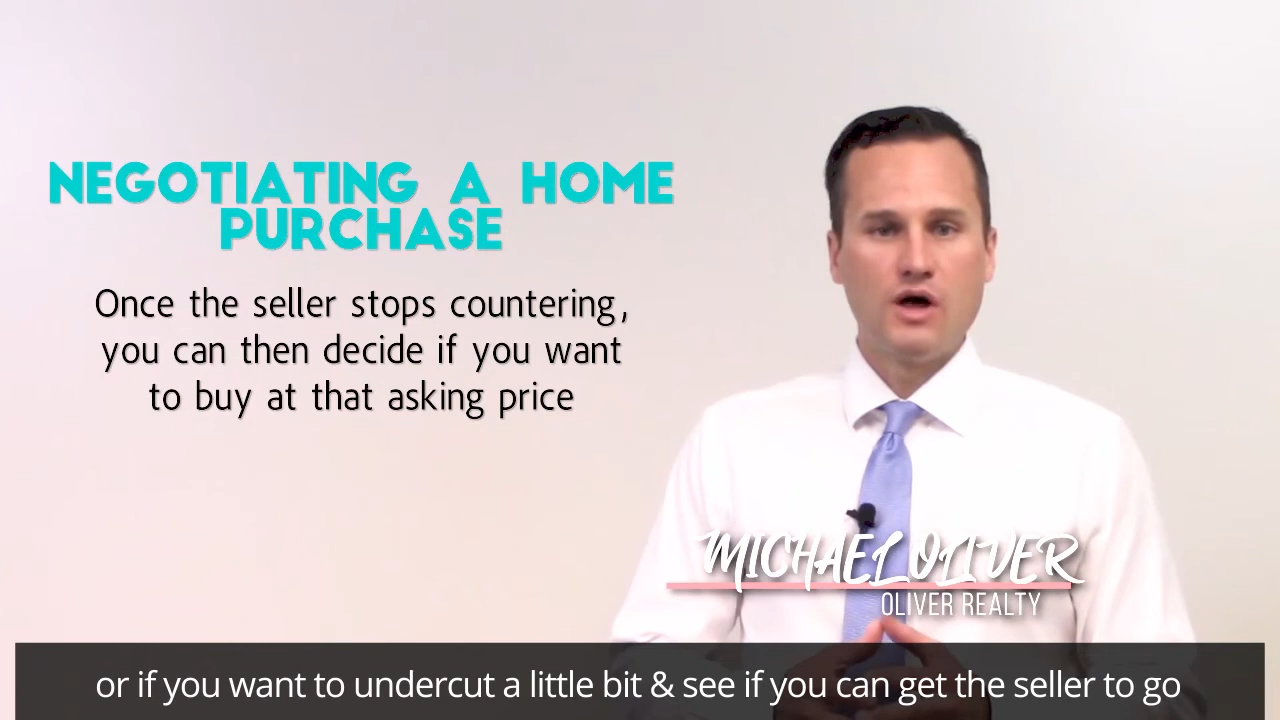 NEGOTIATING A HOME
PURCHASE
Once the seller stops countering,
you can then decide if you want
to buy at that asking price
MICHAEL OLIVER
OLIVER REALTY
or if you want to undercut a little bit & see if you can get the seller to go